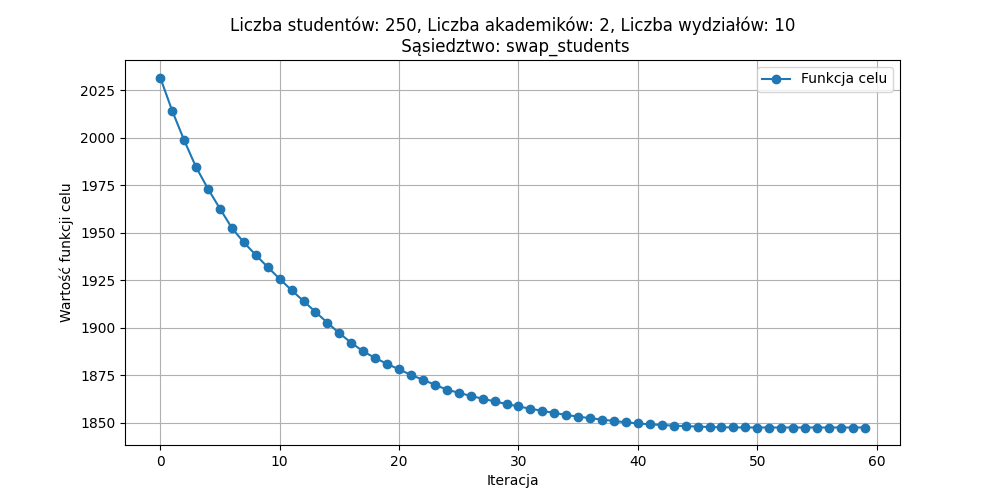 Liczba studentów: 250, Liczba akademików: 2, Liczba wydziałów: 10
Sąsiedztwo: swap_students
Funkcja celu
Wartość funkcji celu
2025
2000
1975
1950
1925
1900
1875
1850
0 10 20 30 40 50 60
Iteracja